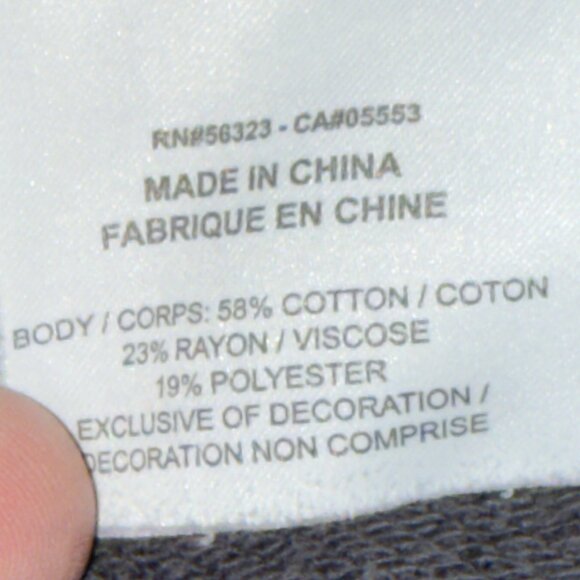 RN#56323 - CA#05553
MADE IN CHINA
FABRIQUE EN CHINE
BODY / CORPS: 58% COTTON / COTON
23% RAYON / VISCOSE
19% POLYESTER
EXCLUSIVE OF DECORATION /
DECORATION NON COMPRISE